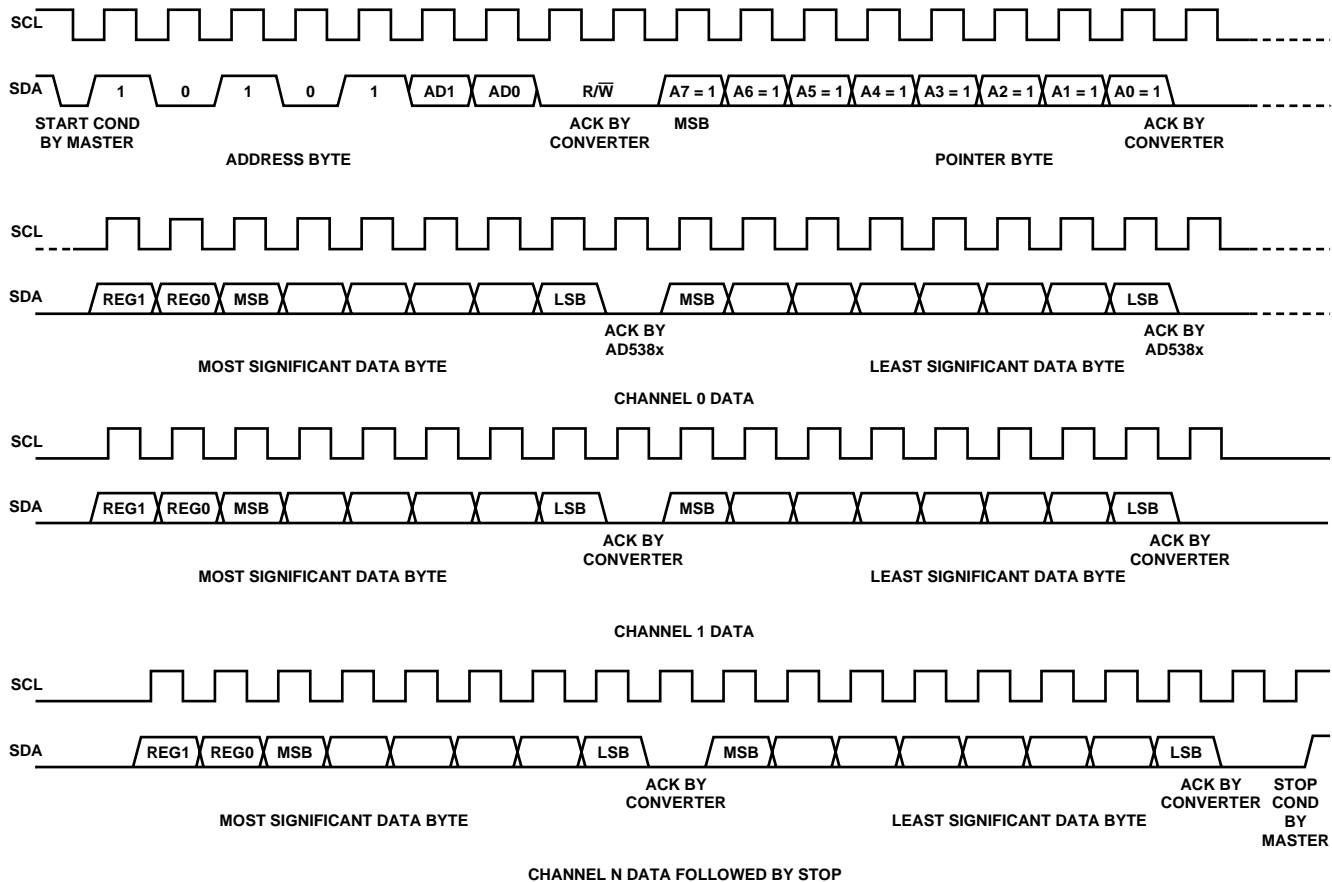 SCL
SDA 1 0 1 0 1 AD1 AD0 R/W̅ A7 = 1 A6 = 1 A5 = 1 A4 = 1 A3 = 1 A2 = 1 A1 = 1 A0 = 1
START COND BY MASTER
ACK BY CONVERTER
MSB
ACK BY CONVERTER
ADDRESS BYTE
POINTER BYTE
SCL
SDA REG1 REG0 MSB LSB MSB LSB
ACK BY AD538x
ACK BY AD538x
MOST SIGNIFICANT DATA BYTE
LEAST SIGNIFICANT DATA BYTE
CHANNEL 0 DATA
SCL
SDA REG1 REG0 MSB LSB MSB LSB
ACK BY CONVERTER
ACK BY CONVERTER
MOST SIGNIFICANT DATA BYTE
LEAST SIGNIFICANT DATA BYTE
CHANNEL 1 DATA
SCL
SDA REG1 REG0 MSB LSB MSB LSB
ACK BY CONVERTER
ACK BY CONVERTER
STOP COND BY MASTER
MOST SIGNIFICANT DATA BYTE
LEAST SIGNIFICANT DATA BYTE
CHANNEL N DATA FOLLOWED BY STOP